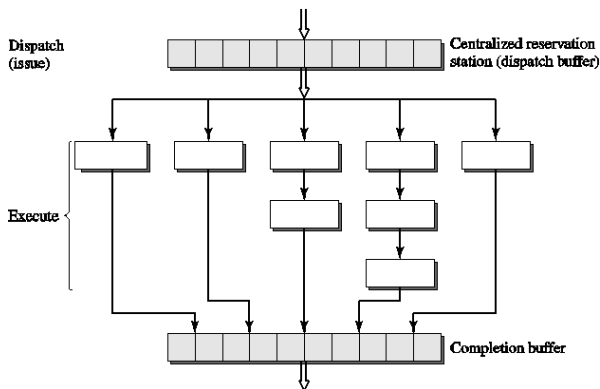 Dispatch
(issue)
Centralized reservation
station (dispatch buffer)
Execute
Completion buffer